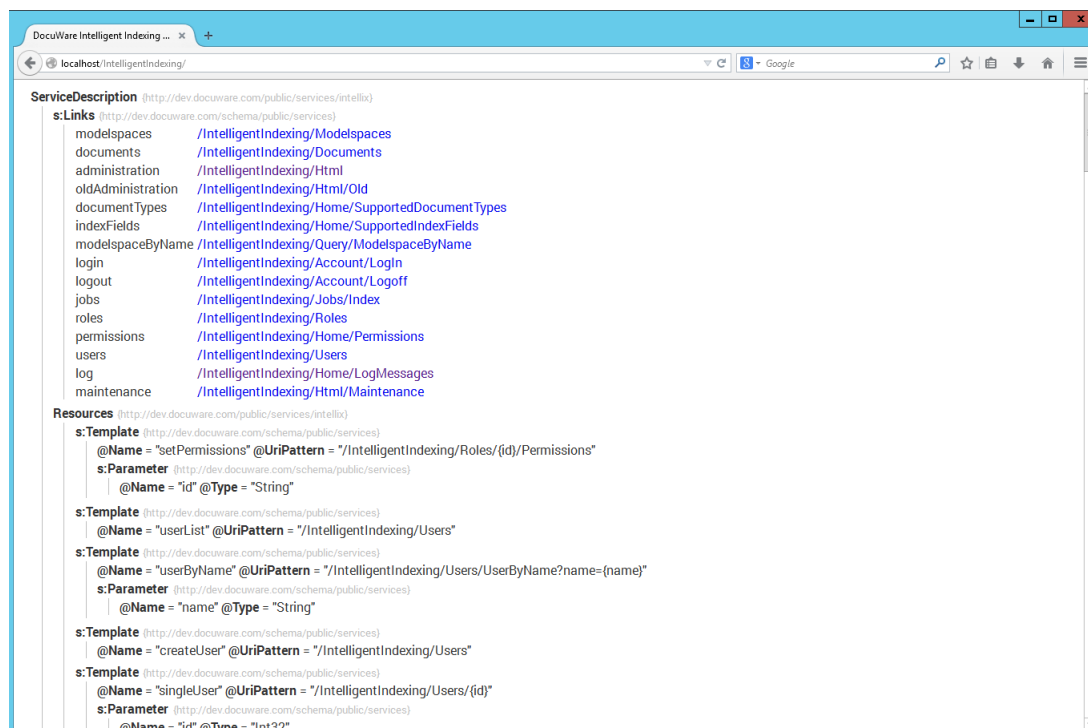 DocuWare Intelligent Indexing ... × +
localhost/IntelligentIndexing/ Google
ServiceDescription {http://dev.docuware.com/public/services/intellix}
s:Links {http://dev.docuware.com/schema/public/services}
modelspaces /IntelligentIndexing/Modelspaces
documents /IntelligentIndexing/Documents
administration /IntelligentIndexing/Html
oldAdministration /IntelligentIndexing/Html/Old
documentTypes /IntelligentIndexing/Home/SupportedDocumentTypes
indexFields /IntelligentIndexing/Home/SupportedIndexFields
modelspaceByName /IntelligentIndexing/Query/ModelspaceByName
login /IntelligentIndexing/Account/LogIn
logout /IntelligentIndexing/Account/Logoff
jobs /IntelligentIndexing/Jobs/Index
roles /IntelligentIndexing/Roles
permissions /IntelligentIndexing/Home/Permissions
users /IntelligentIndexing/Users
log /IntelligentIndexing/Home/LogMessages
maintenance /IntelligentIndexing/Html/Maintenance
Resources {http://dev.docuware.com/public/services/intellix}
s:Template {http://dev.docuware.com/schema/public/services}
@Name = "setPermissions" @UriPattern = "/IntelligentIndexing/Roles/{id}/Permissions"
s:Parameter {http://dev.docuware.com/schema/public/services}
@Name = "id" @Type = "String"
s:Template {http://dev.docuware.com/schema/public/services}
@Name = "userList" @UriPattern = "/IntelligentIndexing/Users"
s:Template {http://dev.docuware.com/schema/public/services}
@Name = "userByName" @UriPattern = "/IntelligentIndexing/Users/UserByName?name={name}"
s:Parameter {http://dev.docuware.com/schema/public/services}
@Name = "name" @Type = "String"
s:Template {http://dev.docuware.com/schema/public/services}
@Name = "createUser" @UriPattern = "/IntelligentIndexing/Users"
s:Template {http://dev.docuware.com/schema/public/services}
@Name = "singleUser" @UriPattern = "/IntelligentIndexing/Users/{id}"
s:Parameter {http://dev.docuware.com/schema/public/services}
@Name = "id" @Type = "Int32"